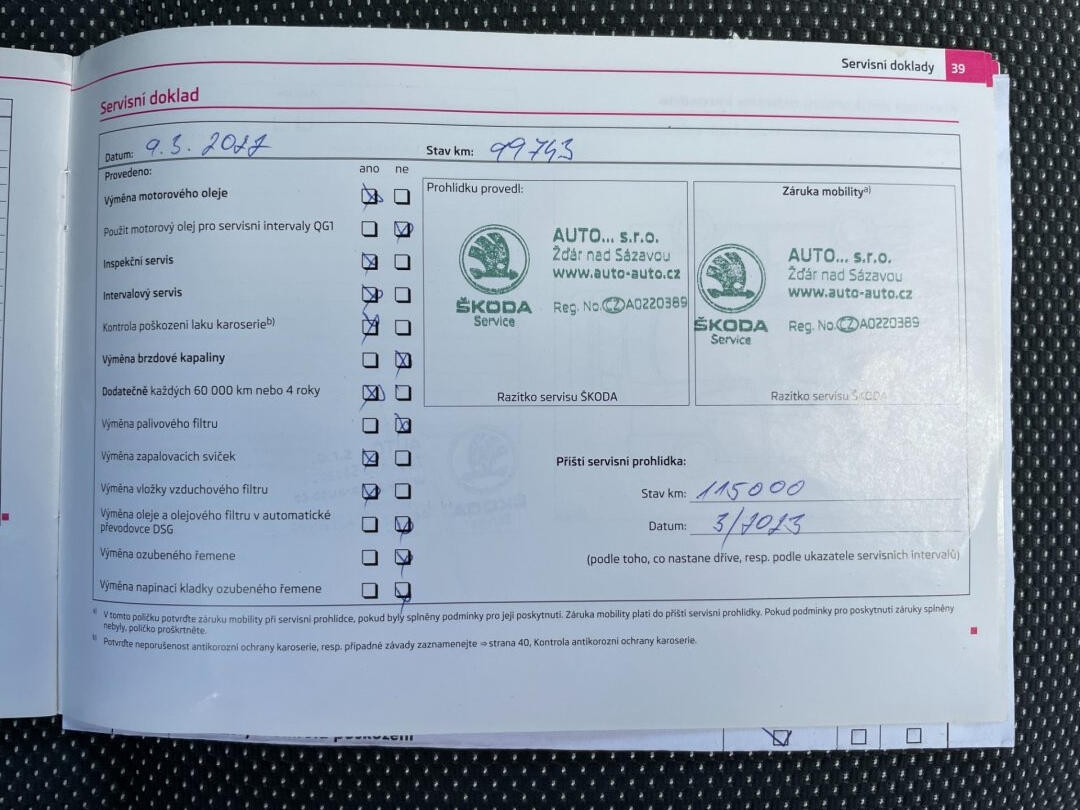 Servisní doklady 39
Servisní doklad
Datum: 9.3.2022 Stav km: 99743
Provedeno: ano ne
Výměna motorového oleje
Použit motorový olej pro servisní intervaly QG1
Inspekční servis
Intervalový servis
Kontrola poškození laku karoserie b)
Výměna brzdové kapaliny
Dodatečně každých 60 000 km nebo 4 roky
Výměna palivového filtru
Výměna zapalovacích svíček
Výměna vložky vzduchového filtru
Výměna oleje a olejového filtru v automatické
převodovce DSG
Výměna ozubeného řemene
Výměna napínací kladky ozubeného řemene
Prohlídku provedl:
AUTO... s.r.o.
Žďár nad Sázavou
www.auto-auto.cz
ŠKODA
Service
Reg. No. CZ A0220389
Razítko servisu ŠKODA
Záruka mobility a)
AUTO... s.r.o.
Žďár nad Sázavou
www.auto-auto.cz
ŠKODA
Service
Reg. No. CZ A0220389
Razítko servisu ŠKODA
Příští servisní prohlídka:
Stav km: 115000
Datum: 3/2023
(podle toho, co nastane dříve, resp. podle ukazatele servisních intervalů)
a) V tomto políčku potvrďte záruku mobility při servisní prohlídce, pokud byly splněny podmínky pro její poskytnutí. Záruka mobility platí do příští servisní prohlídky. Pokud podmínky pro poskytnutí záruky splněny
nebyly, políčko proškrtněte.
b) Potvrďte neporušenost antikorozní ochrany karoserie, resp. případné závady zaznamenejte ⇒ strana 40, Kontrola antikorozní ochrany karoserie.
poškození